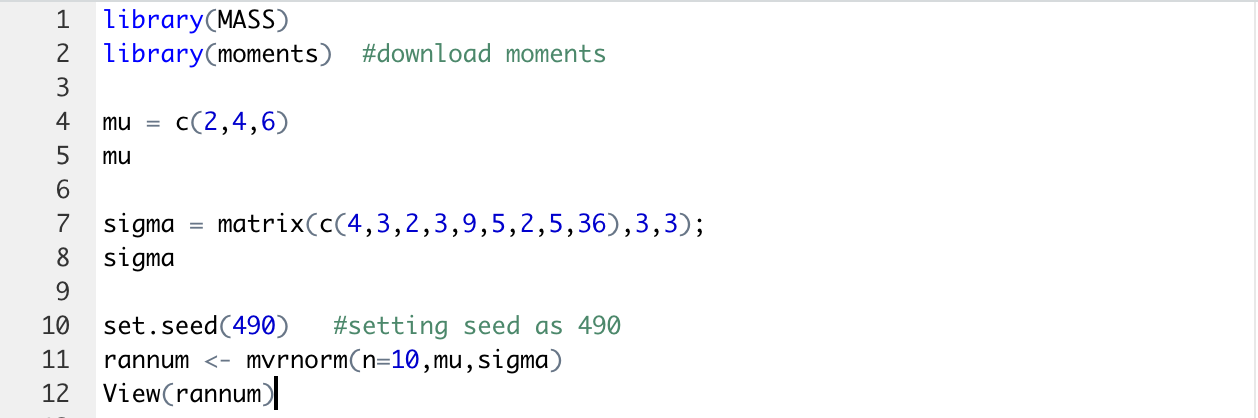 1 library(MASS)
2 library(moments)  #download moments
3
4 mu = c(2,4,6)
5 mu
6
7 sigma = matrix(c(4,3,2,3,9,5,2,5,36),3,3);
8 sigma
9
10 set.seed(490)   #setting seed as 490
11 rannum <- mvrnorm(n=10,mu,sigma)
12 View(rannum)